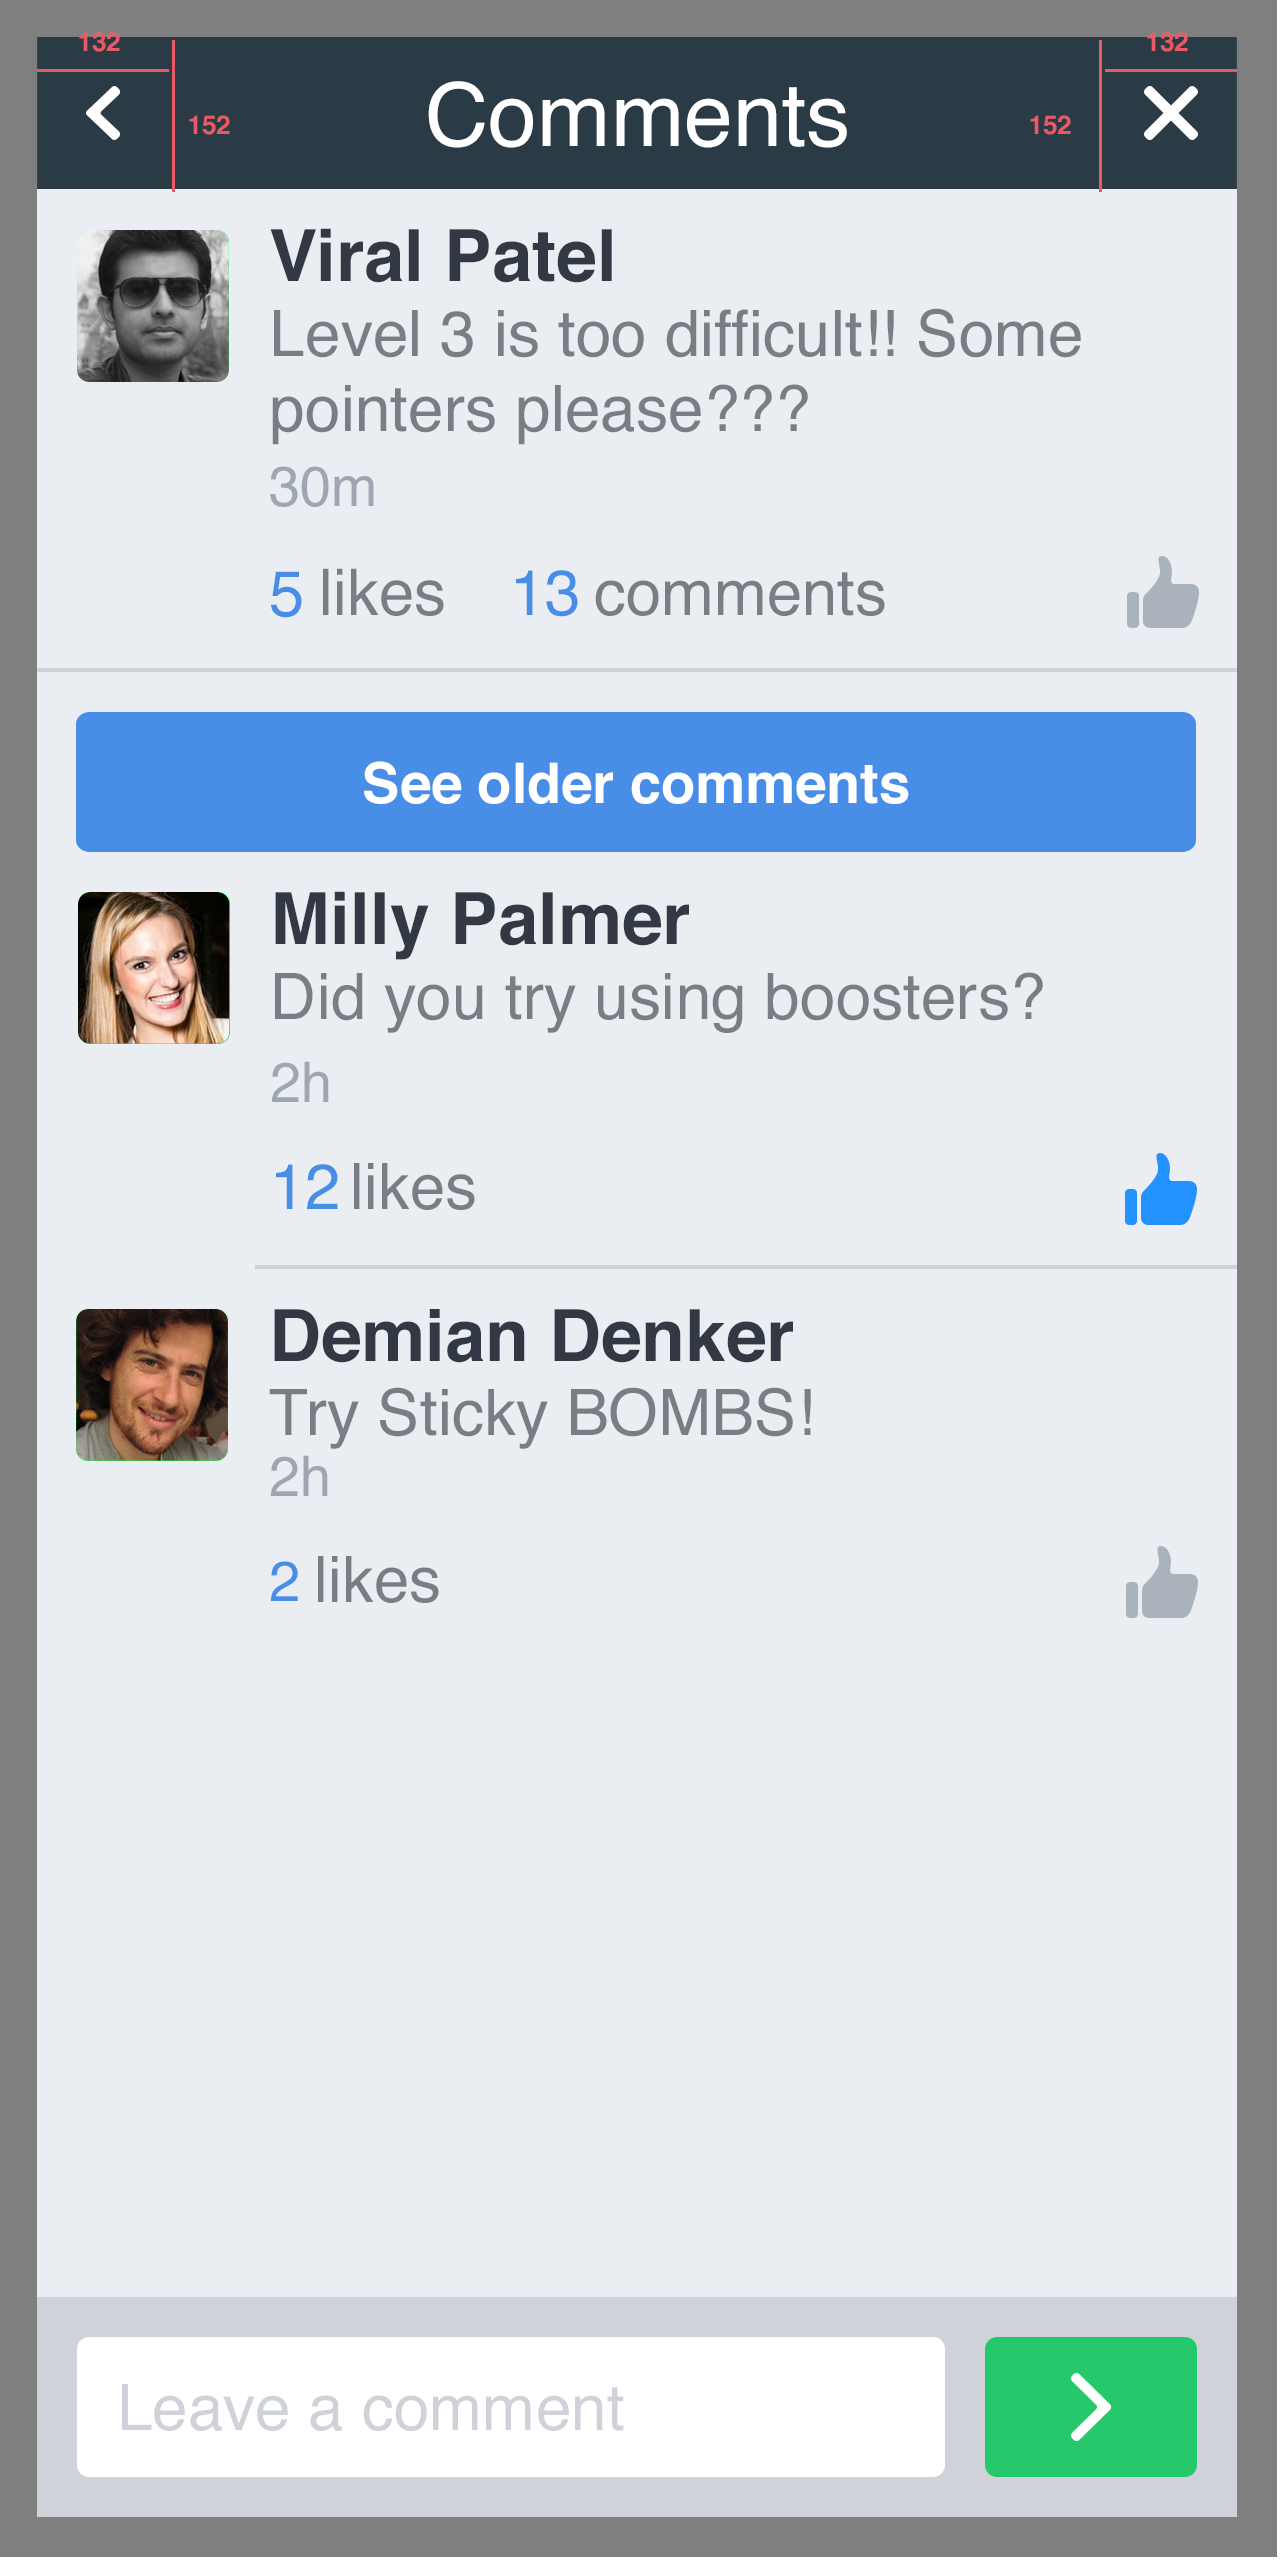 132
132
152
Comments
152
Viral Patel
Level 3 is too difficult!! Some
pointers please???
30m
5 likes 13 comments
See older comments
Milly Palmer
Did you try using boosters?
2h
12 likes
Demian Denker
Try Sticky BOMBS!
2h
2 likes
Leave a comment